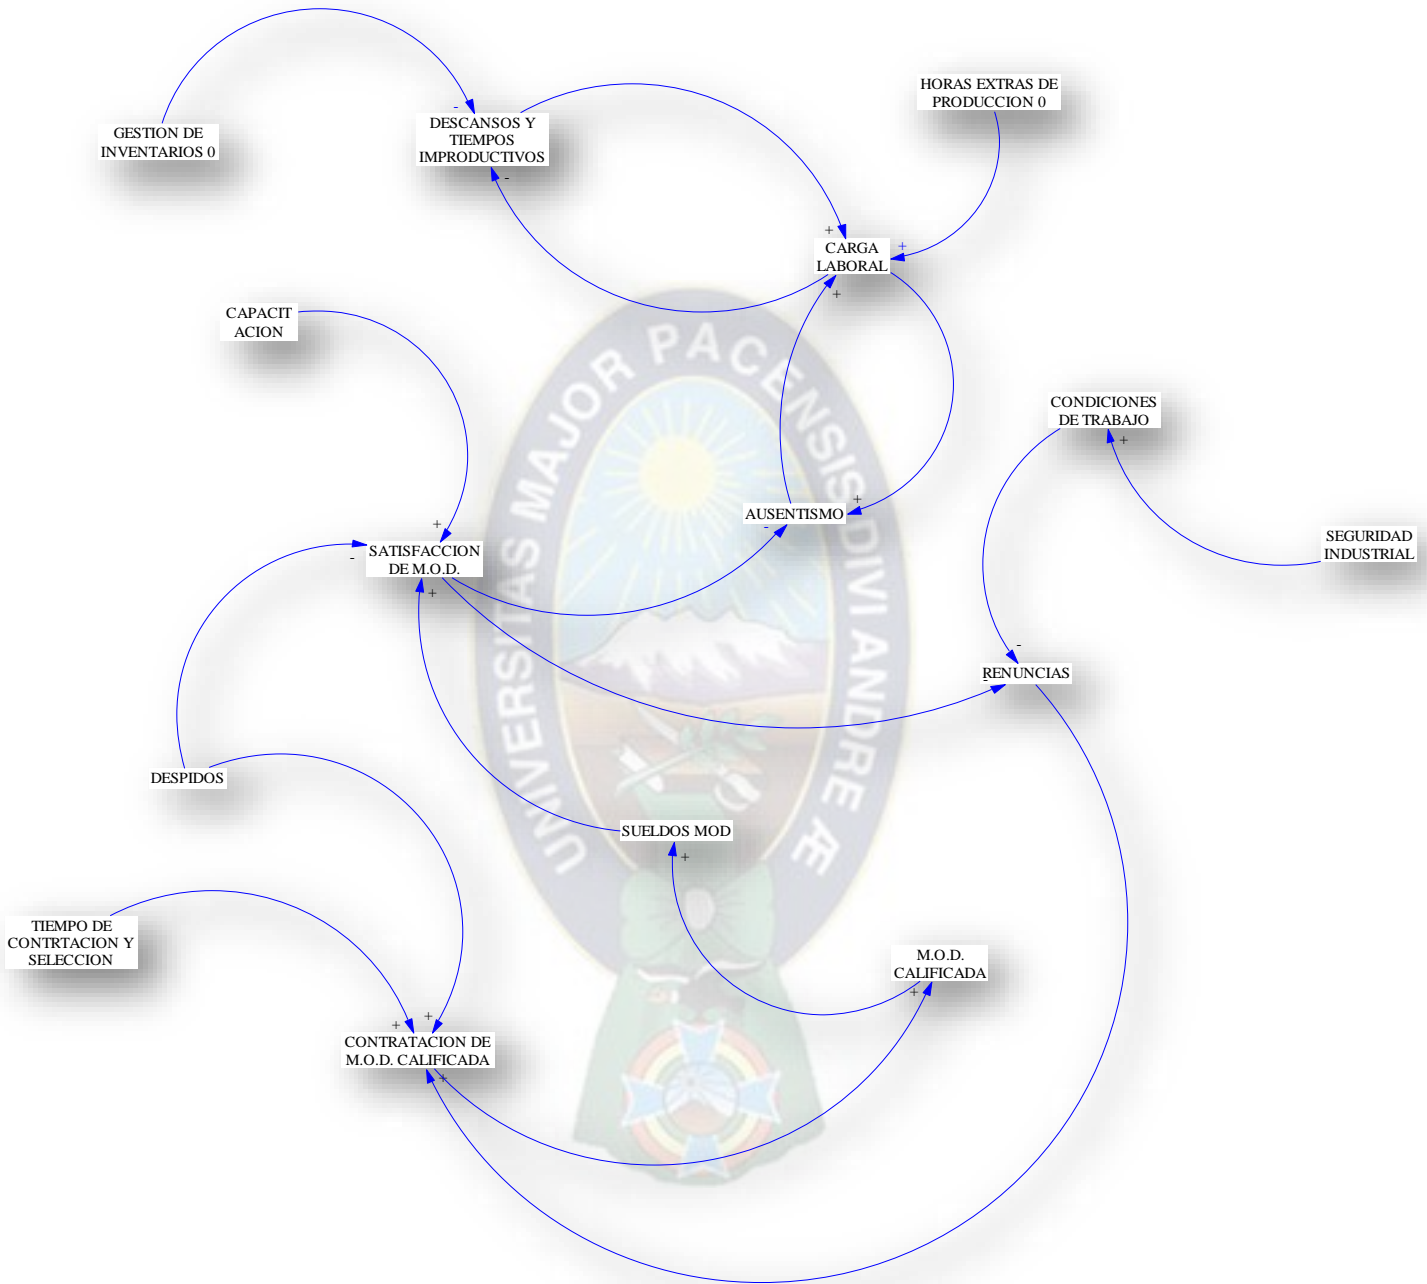 HORAS EXTRAS DE
PRODUCCION 0
GESTION DE
INVENTARIOS 0
-
DESCANSOS Y
TIEMPOS
IMPRODUCTIVOS
-
+
+
CARGA
LABORAL
+
CAPACIT
ACION
CONDICIONES
DE TRABAJO
+
UNIVERSITAS MAJOR PACENSIS DIVI ANDRE Æ
+
AUSENTISMO
-
+
SATISFACCION
DE M.O.D.
-
+
SEGURIDAD
INDUSTRIAL
-
RENUNCIAS
-
DESPIDOS
SUELDOS MOD
+
TIEMPO DE
CONTRTACION Y
SELECCION
M.O.D.
CALIFICADA
+
+
+
CONTRATACION DE
M.O.D. CALIFICADA
+